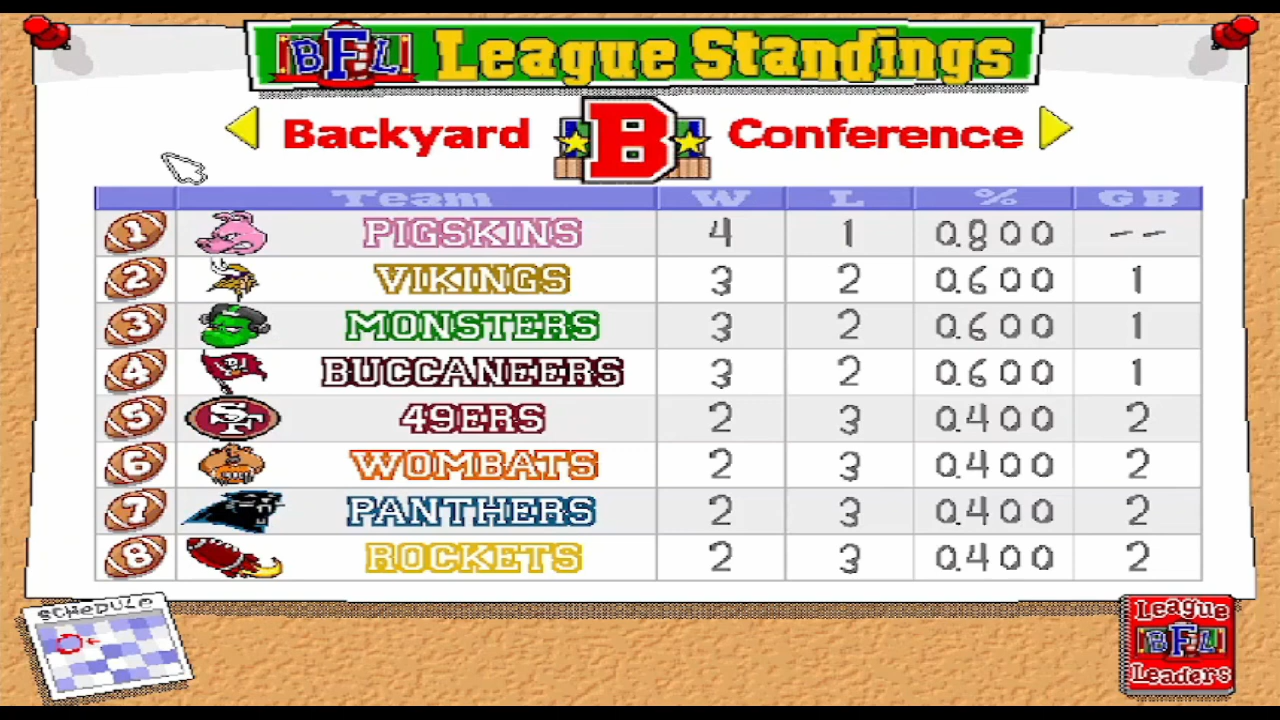 BFL League Standings
Backyard B Conference
Team W L % GB
1 PIGSKINS 4 1 0.800 --
2 VIKINGS 3 2 0.600 1
3 MONSTERS 3 2 0.600 1
4 BUCCANEERS 3 2 0.600 1
5 SF 49ERS 2 3 0.400 2
6 WOMBATS 2 3 0.400 2
7 PANTHERS 2 3 0.400 2
8 ROCKETS 2 3 0.400 2
SCHEDULE
League
BFL
Leaders